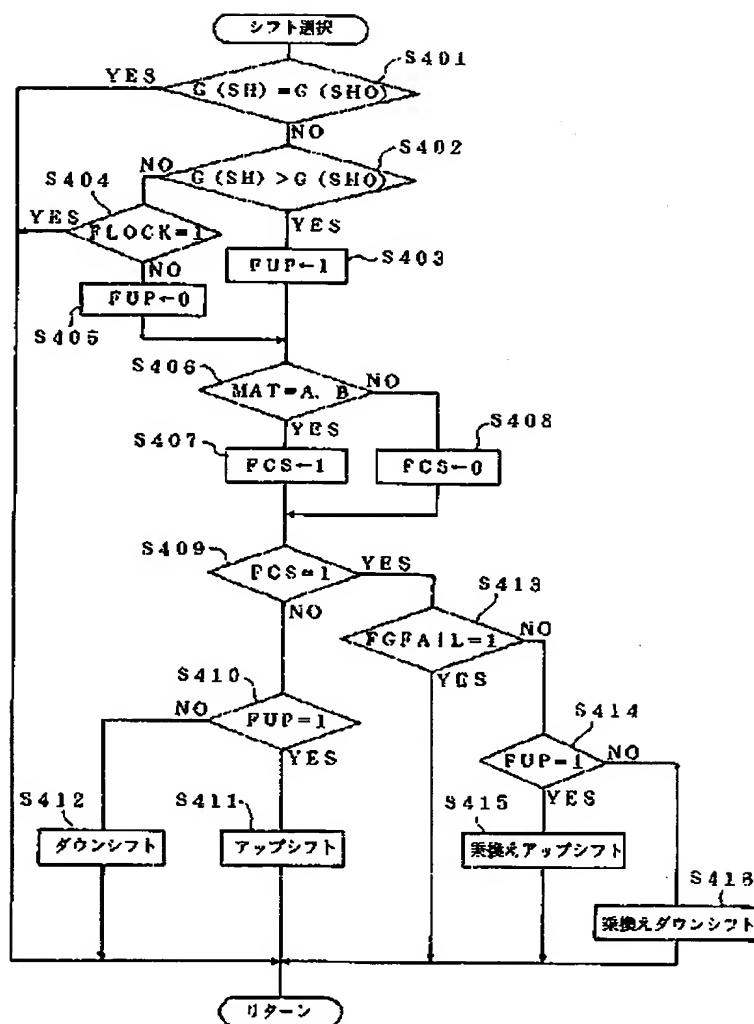 シフト選択
S401
YES
G(SH)=G(SHO)
NO
S402
NO
G(SH)>G(SHO)
S404
YES
YES
FLOCK=1
S403
NO
FUP←1
FUP←0
S405
S406
MAT=A、B
NO
YES
S408
S407
FCS←1
FCS←0
S409
FCS=1
YES
S413
NO
FGFAIL=1
NO
S410
YES
NO
FUP=1
S414
YES
FUP=1
NO
S412
S411
S415
YES
ダウンシフト
アップシフト
乗換えアップシフト
S416
乗換えダウンシフト
リターン